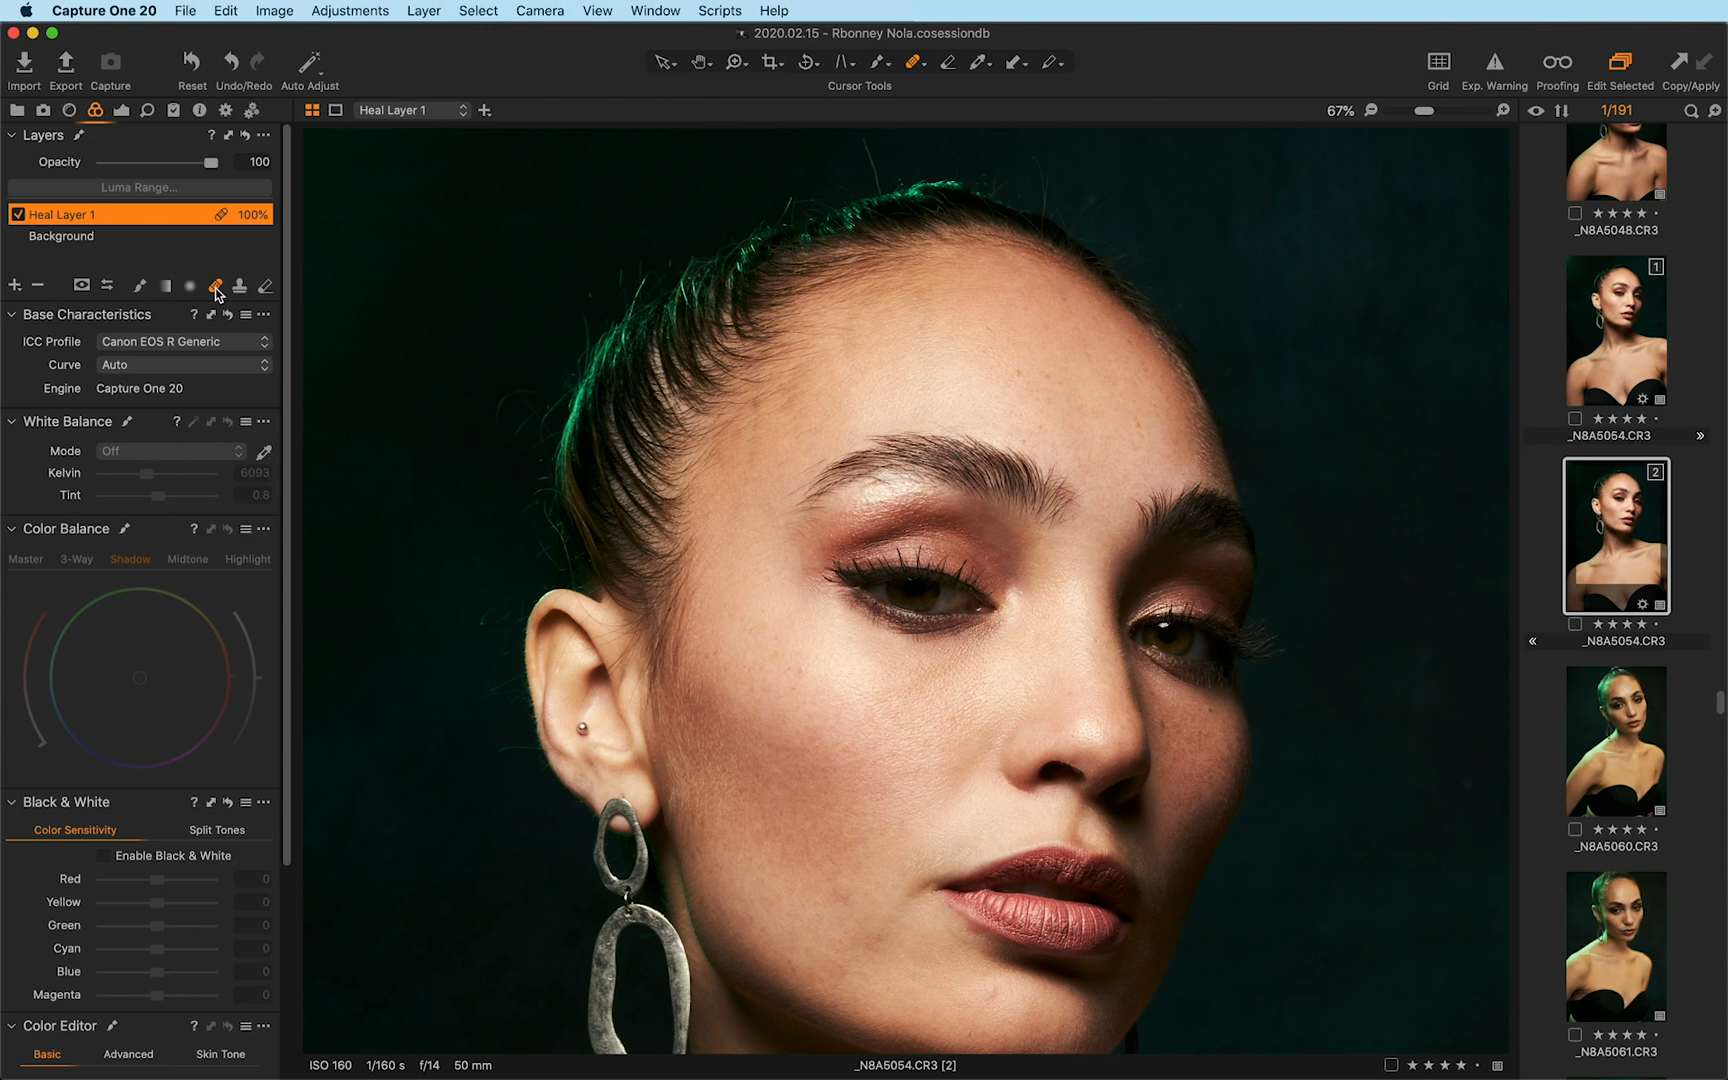 Capture One 20 File Edit Image Adjustments Layer Select Camera View Window Scripts Help
2020.02.15 - Rbonney Nola.cosessiondb
Import Export Capture Reset Undo/Redo Auto Adjust Cursor Tools Grid Exp. Warning Proofing Edit Selected Copy/Apply
Heal Layer 1 67% 1/191
Layers ?
Opacity 100
Luma Range...
Heal Layer 1 100%
Background
Base Characteristics ?
ICC Profile Canon EOS R Generic
Curve Auto
Engine Capture One 20
White Balance ?
Mode Off
Kelvin 6093
Tint 0.8
Color Balance ?
Master 3-Way Shadow Midtone Highlight
Black & White ?
Color Sensitivity Split Tones
Enable Black & White
Red 0
Yellow 0
Green 0
Cyan 0
Blue 0
Magenta 0
Color Editor ?
Basic Advanced Skin Tone
ISO 160 1/160 s f/14 50 mm _N8A5054.CR3 [2]
_N8A5048.CR3
1
_N8A5054.CR3
2
_N8A5054.CR3
_N8A5060.CR3
_N8A5061.CR3